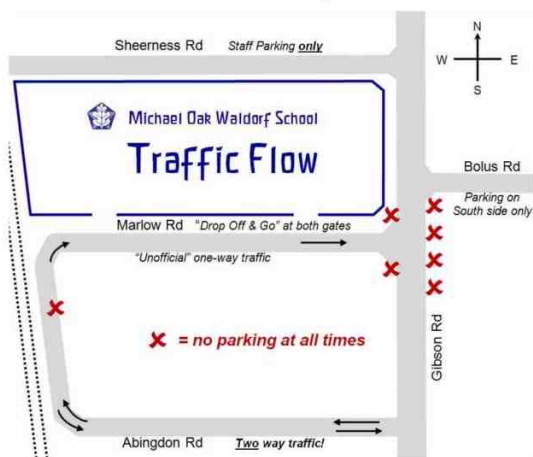 Sheerness Rd Staff Parking only
N
W E
S
Michael Oak Waldorf School
Traffic Flow
Bolus Rd
Parking on
South side only
Marlow Rd "Drop Off & Go" at both gates
"Unofficial" one-way traffic
= no parking at all times
Gibson Rd
Abingdon Rd Two way traffic!